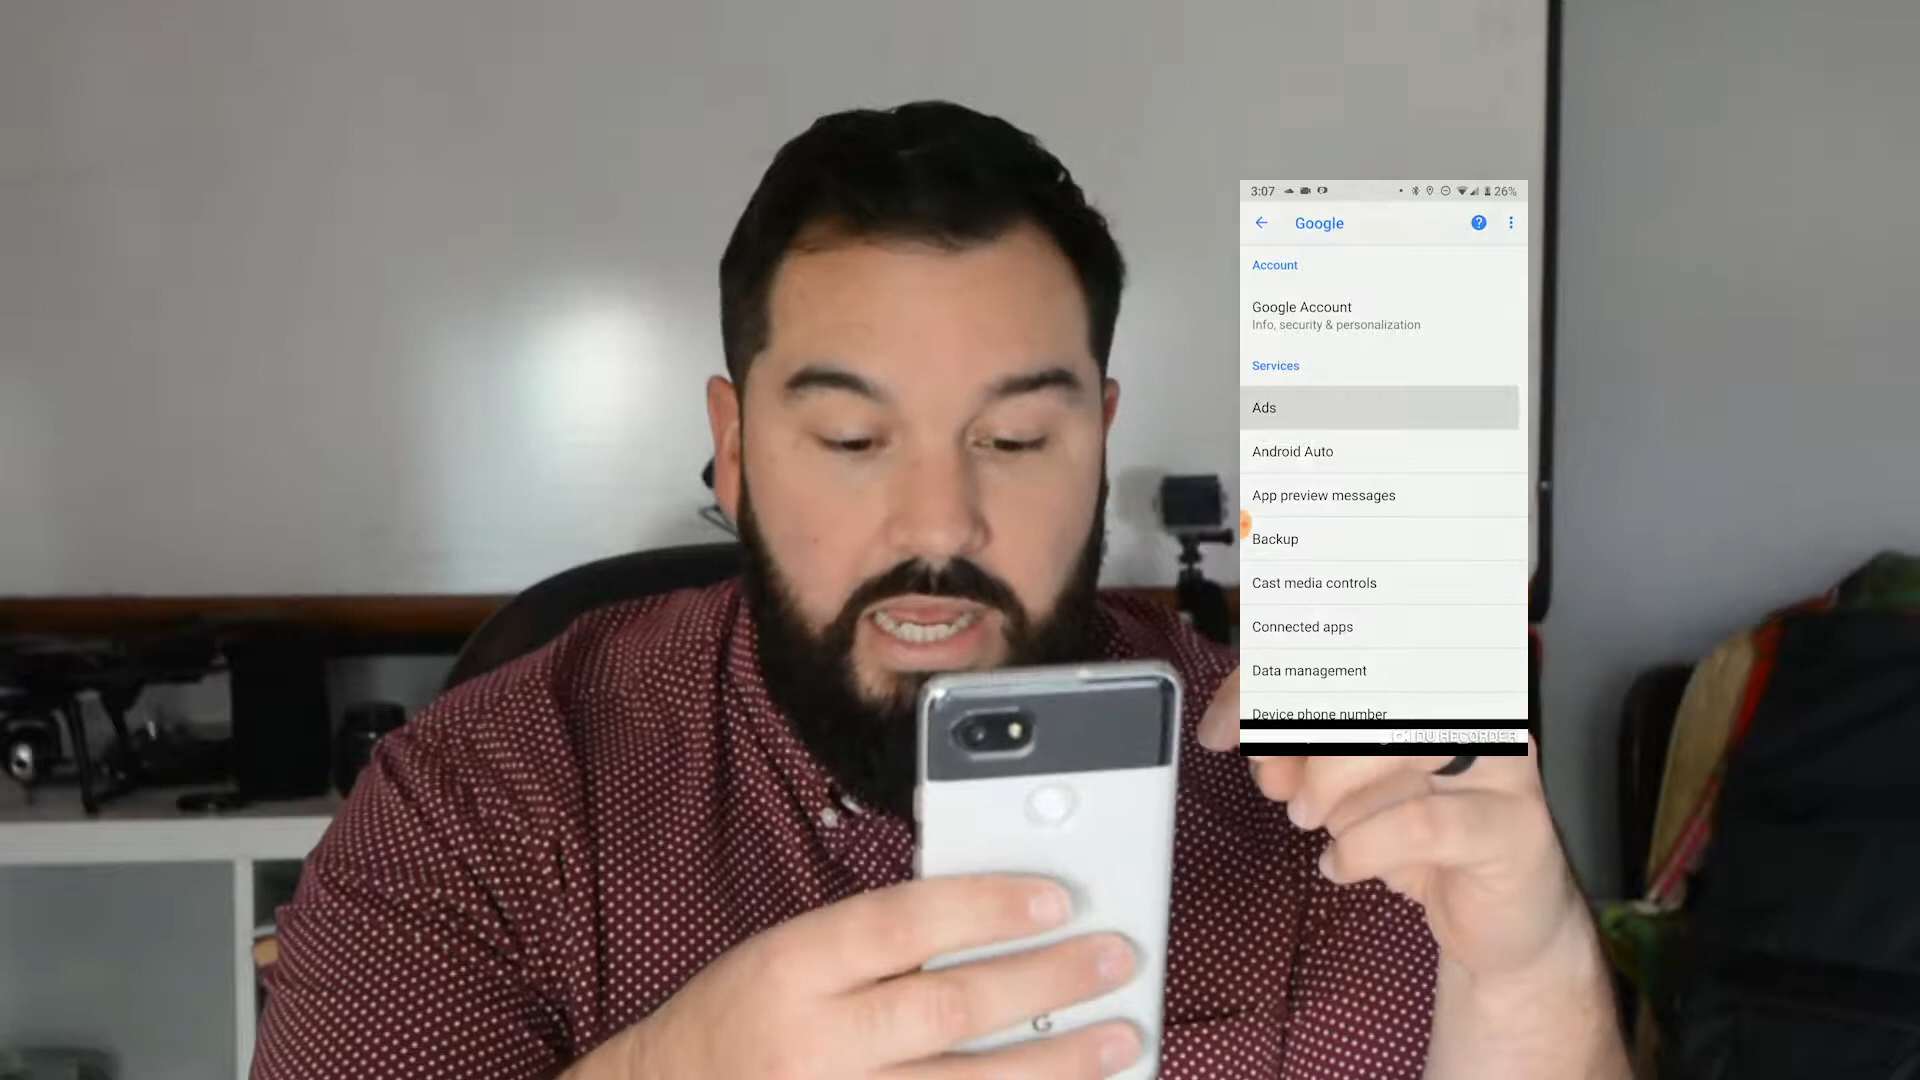 3:07 26%
Google
Account
Google Account
Info, security & personalization
Services
Ads
Android Auto
App preview messages
Backup
Cast media controls
Connected apps
Data management
Device phone number
DU RECORDER
G